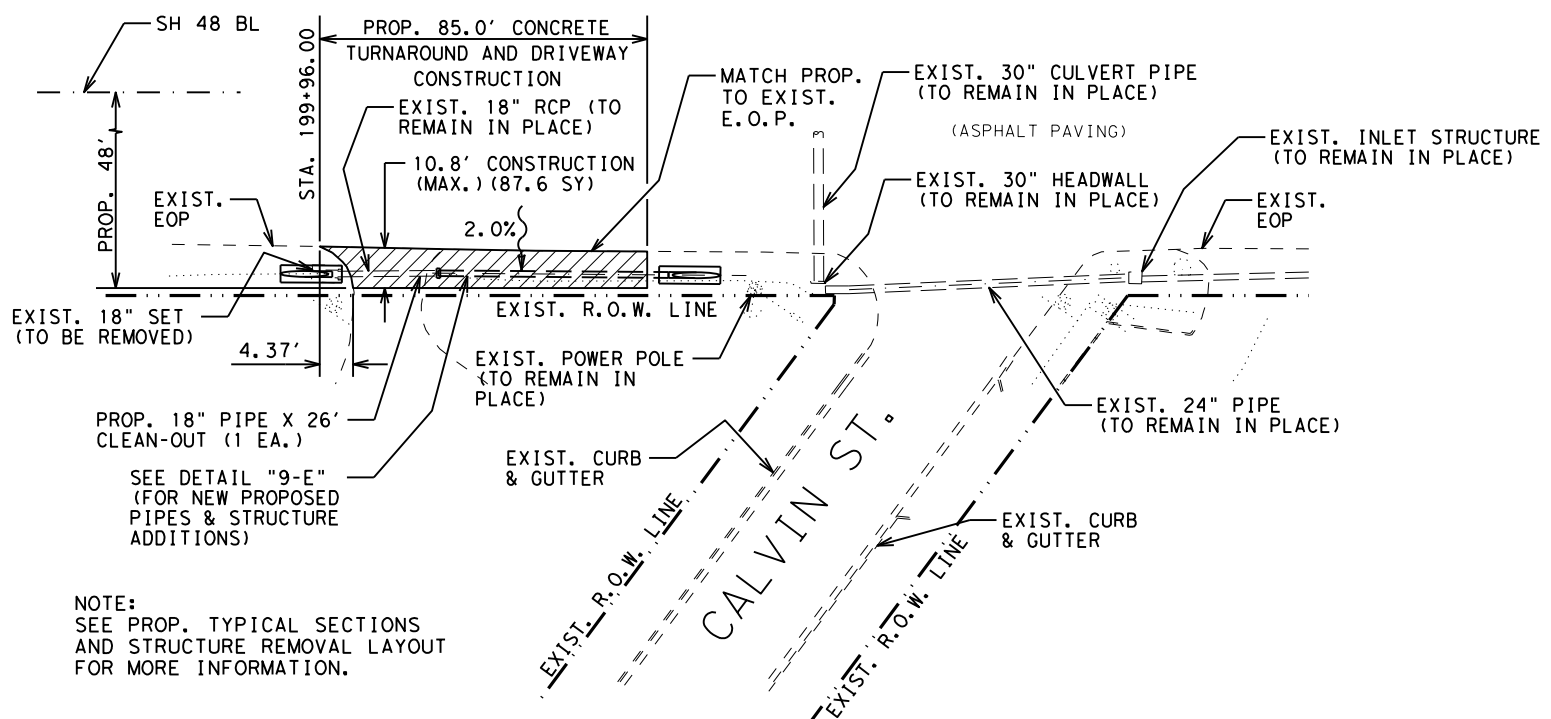 SH 48 BL
PROP. 48'
STA. 199+96.00
PROP. 85.0' CONCRETE
TURNAROUND AND DRIVEWAY
CONSTRUCTION
EXIST. 18" RCP (TO
REMAIN IN PLACE)
10.8' CONSTRUCTION
(MAX.) (87.6 SY)
2.0%
MATCH PROP.
TO EXIST.
E.O.P.
EXIST. 30" CULVERT PIPE
(TO REMAIN IN PLACE)
(ASPHALT PAVING)
EXIST. INLET STRUCTURE
(TO REMAIN IN PLACE)
EXIST. 30" HEADWALL
(TO REMAIN IN PLACE)
EXIST.
EOP
EXIST.
EOP
EXIST. R.O.W. LINE
EXIST. 18" SET
(TO BE REMOVED)
4.37'
EXIST. POWER POLE
(TO REMAIN IN
PLACE)
PROP. 18" PIPE X 26'
CLEAN-OUT (1 EA.)
EXIST. 24" PIPE
(TO REMAIN IN PLACE)
SEE DETAIL "9-E"
(FOR NEW PROPOSED
PIPES & STRUCTURE
ADDITIONS)
EXIST. CURB
& GUTTER
EXIST. R.O.W. LINE
CALVIN ST.
EXIST. CURB
& GUTTER
EXIST. R.O.W. LINE
NOTE:
SEE PROP. TYPICAL SECTIONS
AND STRUCTURE REMOVAL LAYOUT
FOR MORE INFORMATION.